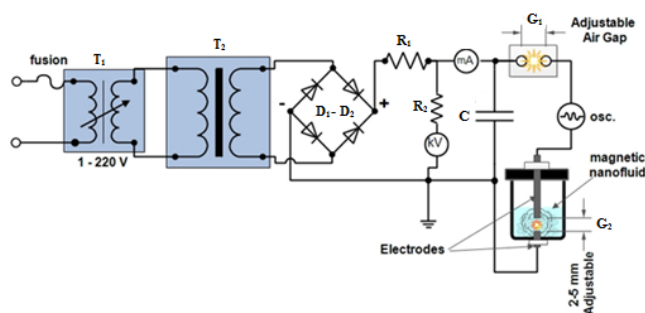 fusion
T1
T2
1 - 220 V
-
D1- D2
+
R1
R2
kV
mA
C
G1
Adjustable
Air Gap
osc.
magnetic
nanofluid
G2
Electrodes
2-5 mm
Adjustable